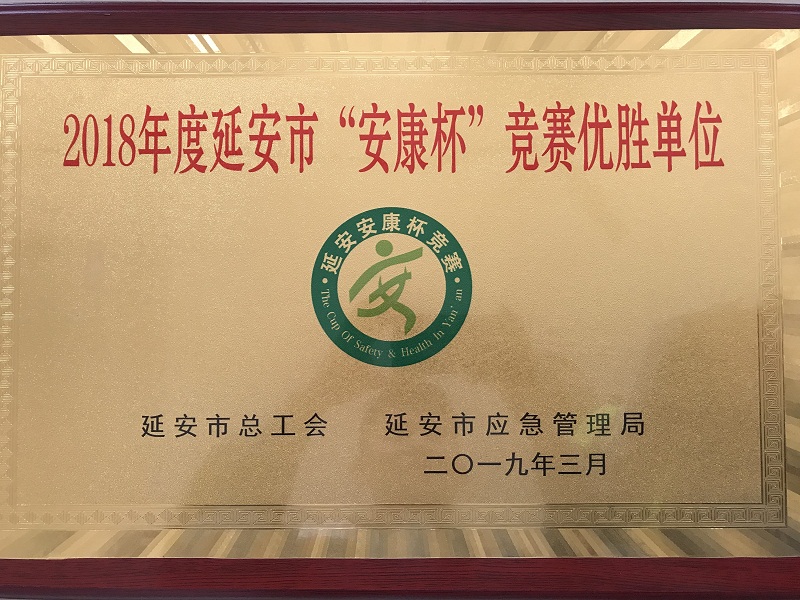 2018年度延安市“安康杯”竞赛优胜单位
·延安安康杯竞赛·
The Cup Of Safety & Health in Yan'an
延安市总工会 延安市应急管理局
二〇一九年三月